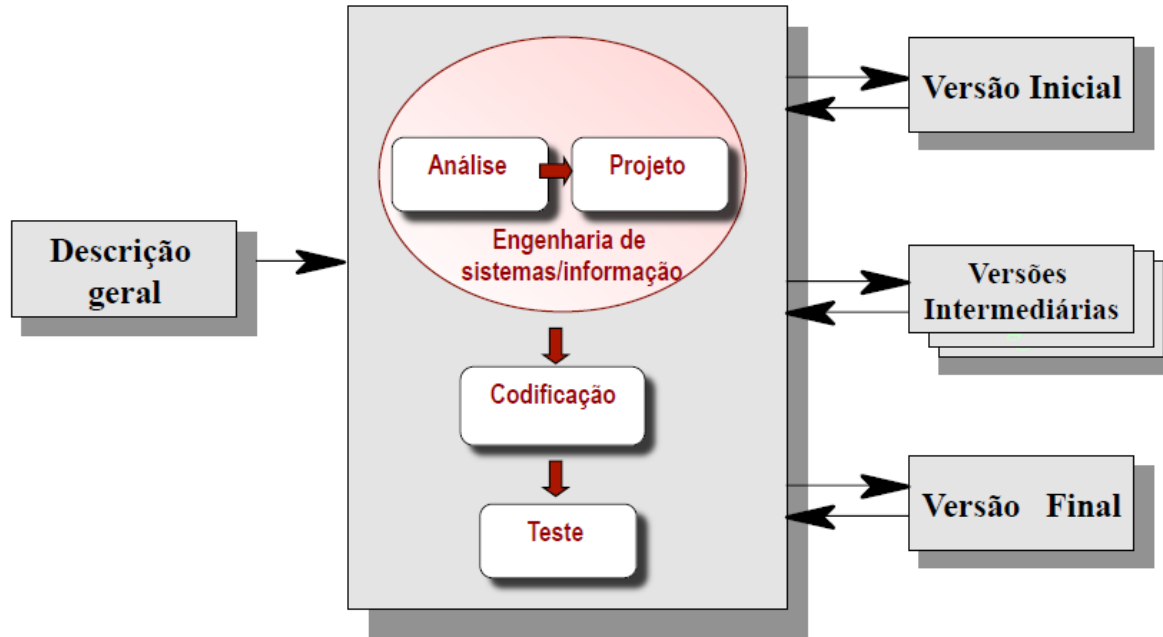 Descrição
geral
Análise
Projeto
Engenharia de
sistemas/informação
Codificação
Teste
Versão Inicial
Versões
Intermediárias
Versão Final